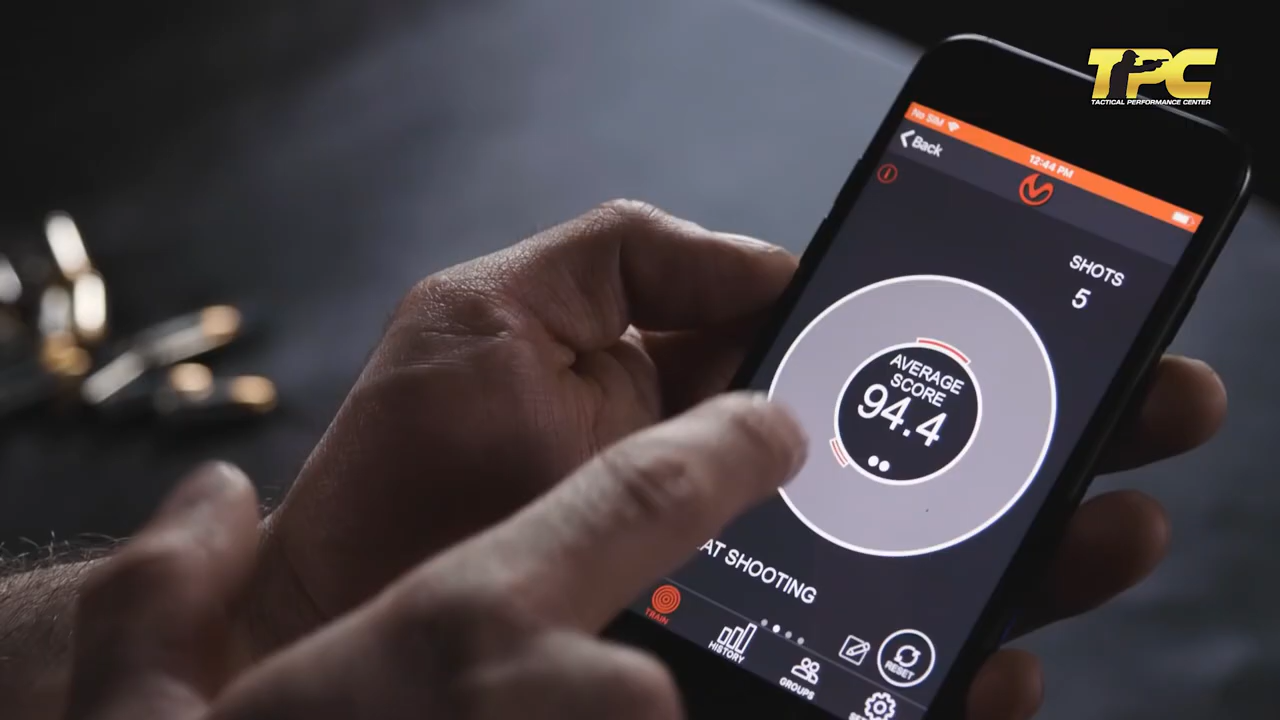 TPC
TACTICAL PERFORMANCE CENTER
No SIM
12:44 PM
Back
SHOTS
5
AVERAGE
SCORE
94.4
AT SHOOTING
TRAIN
HISTORY
GROUPS
RESET